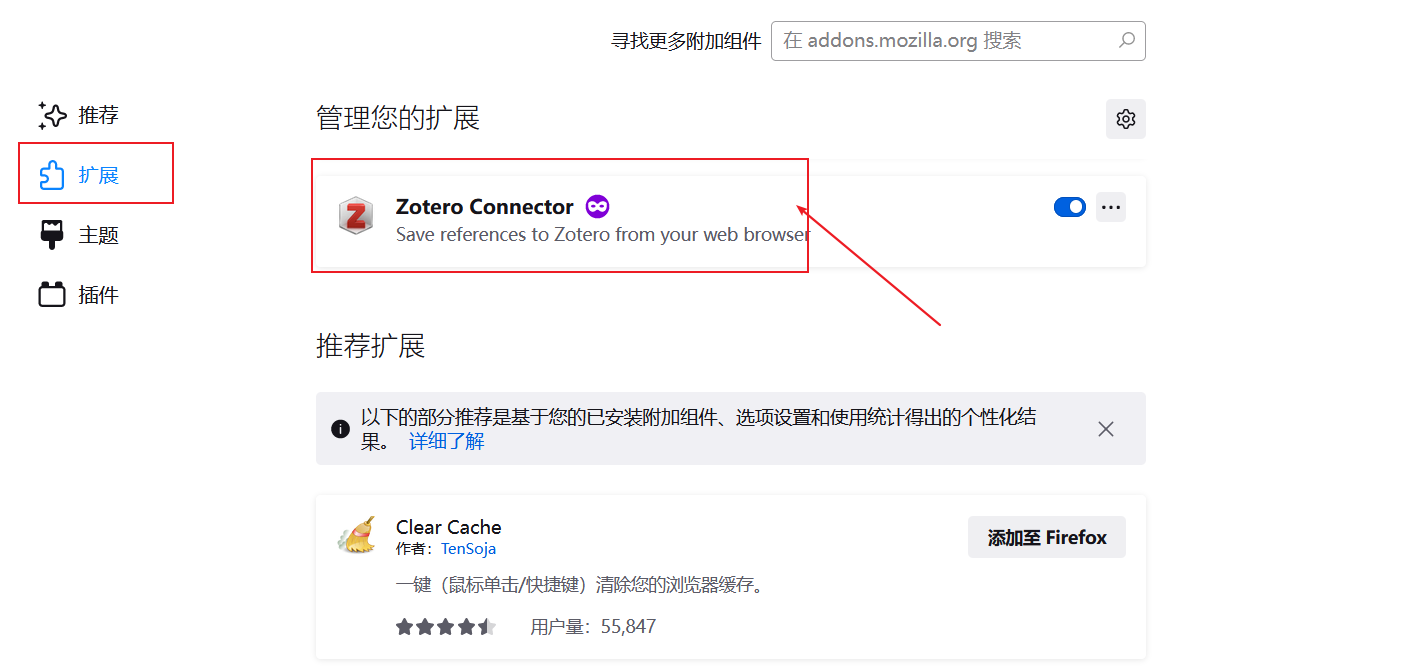 寻找更多附加组件 在 addons.mozilla.org 搜索
推荐
扩展
主题
插件
管理您的扩展
Zotero Connector
Save references to Zotero from your web browser
推荐扩展
以下的部分推荐是基于您的已安装附加组件、选项设置和使用统计得出的个性化结
果。 详细了解
Clear Cache
作者：TenSoja
添加至 Firefox
一键（鼠标单击/快捷键）清除您的浏览器缓存。
用户量：55,847